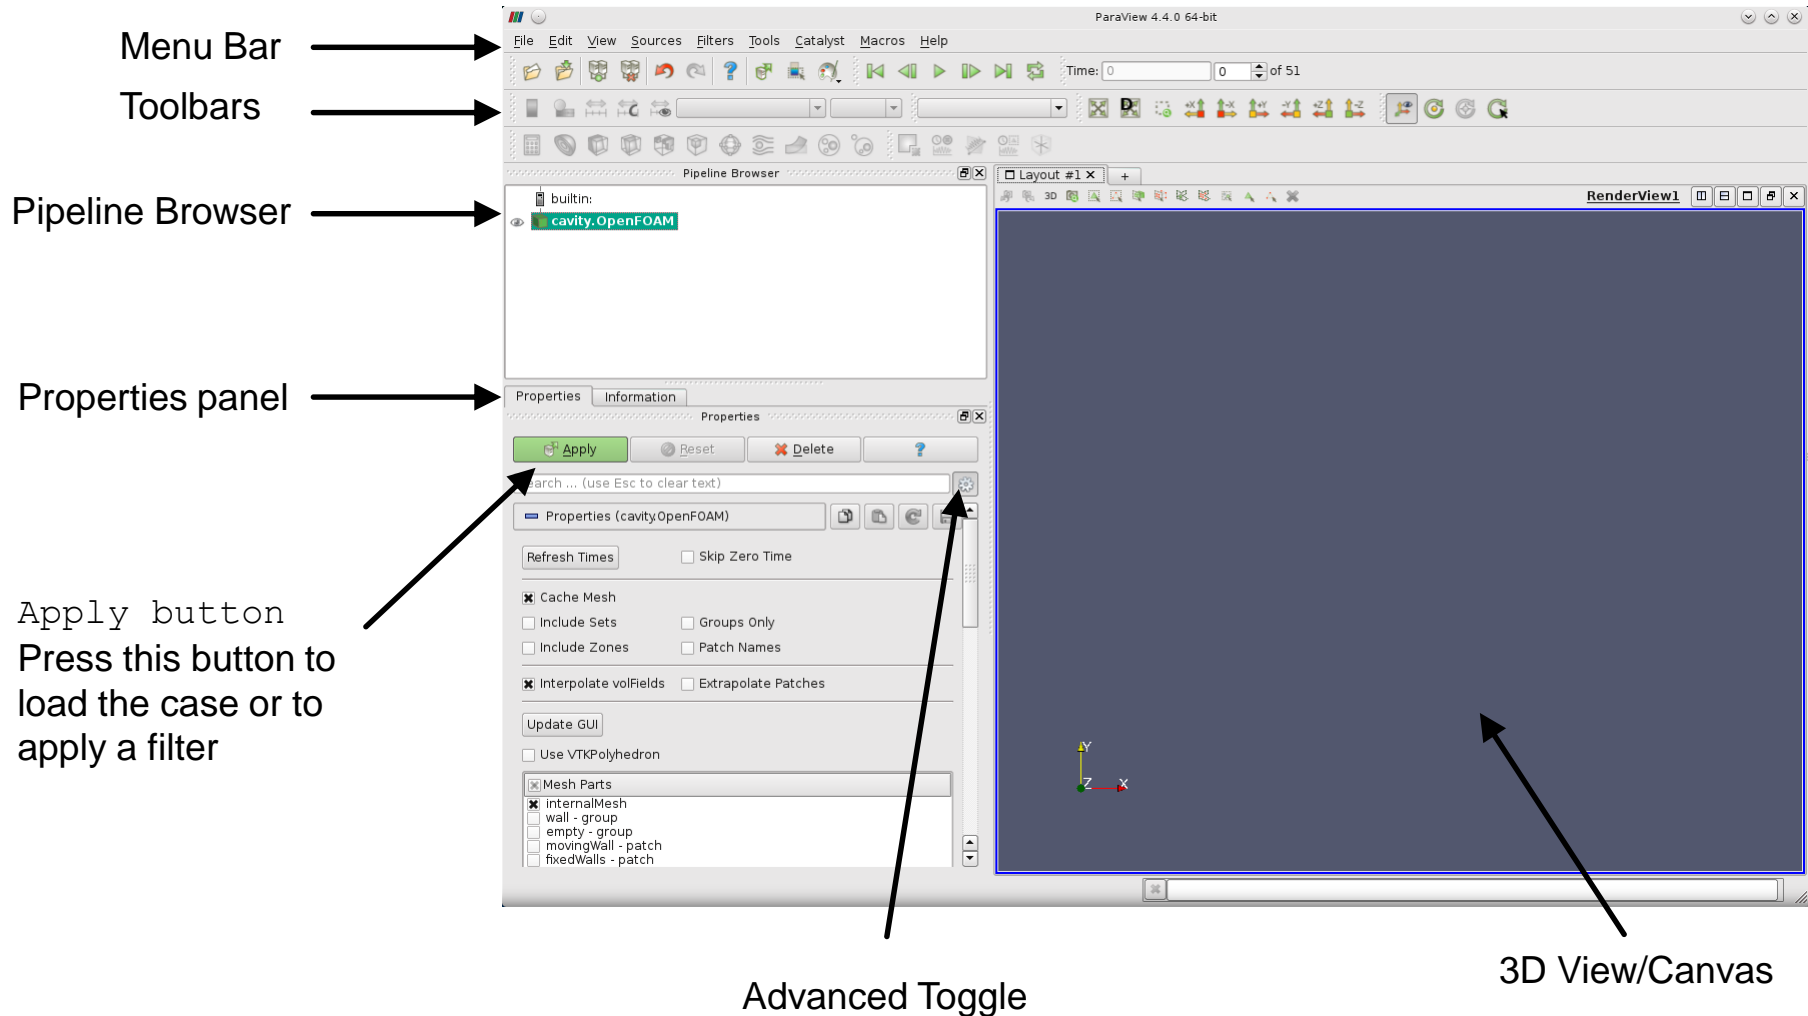 ParaView 4.4.0 64-bit
Menu Bar
File Edit View Sources Filters Tools Catalyst Macros Help
Time: 0 0 of 51
Toolbars
D
+X -X +Y -Y +Z -Z
Pipeline Browser
Layout #1 +
builtin:
3D
RenderView1
Pipeline Browser
cavity.OpenFOAM
Properties panel
Properties Information
Properties
Apply Reset Delete ?
earch ... (use Esc to clear text)
Properties (cavity.OpenFOAM)
Refresh Times Skip Zero Time
Cache Mesh
Include Sets Groups Only
Include Zones Patch Names
Interpolate volFields Extrapolate Patches
Update GUI
Use VTKPolyhedron
Mesh Parts
internalMesh
wall - group
empty - group
movingWall - patch
fixedWalls - patch
Apply button
Press this button to
load the case or to
apply a filter
Y
Z X
3D View/Canvas
Advanced Toggle